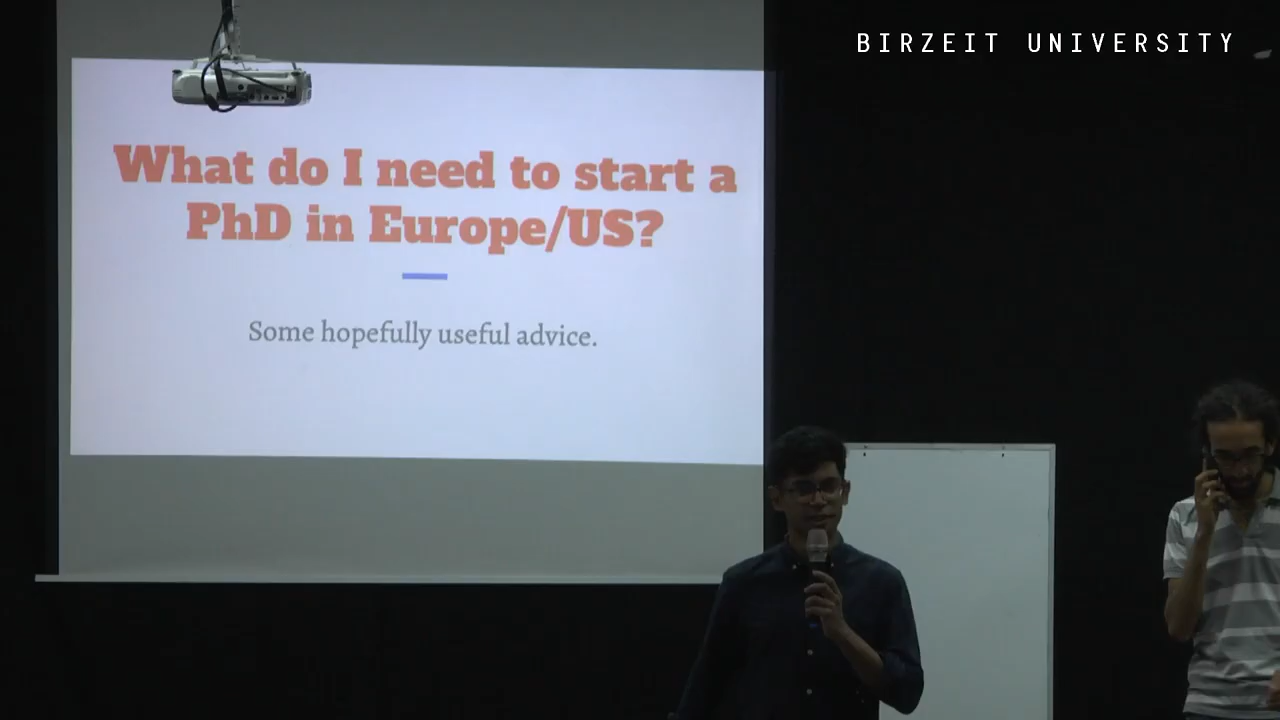 BIRZEIT UNIVERSITY
What do I need to start a
PhD in Europe/US?
Some hopefully useful advice.